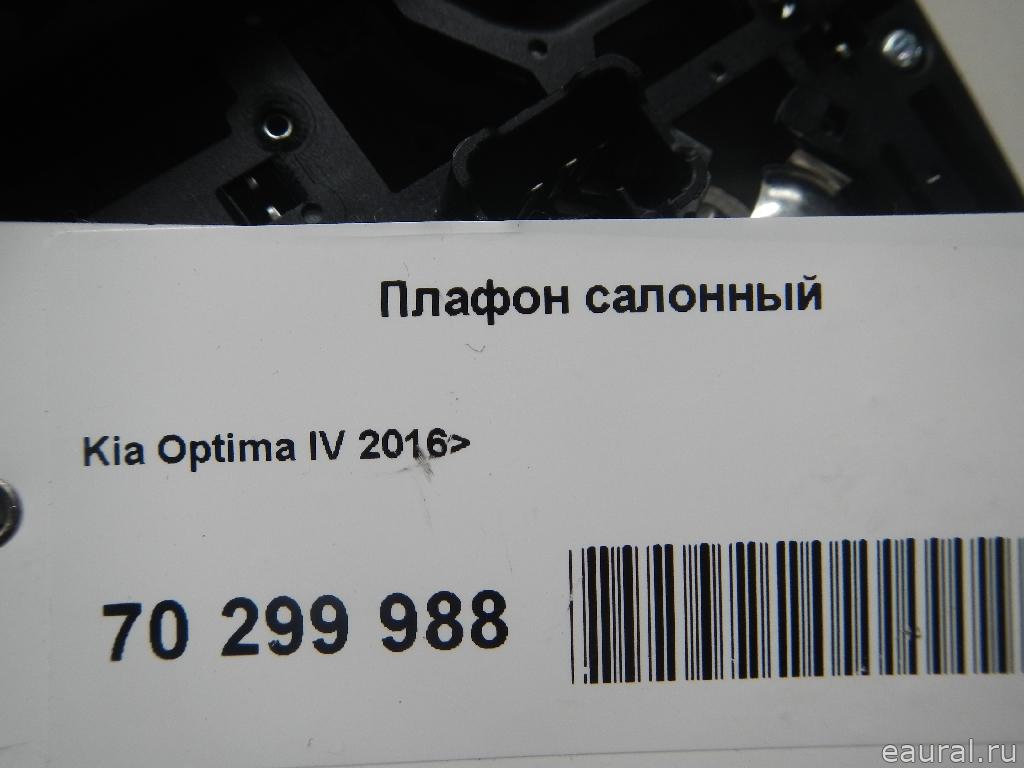 Плафон салонный
Kia Optima IV 2016>
70 299 988
eaural.ru